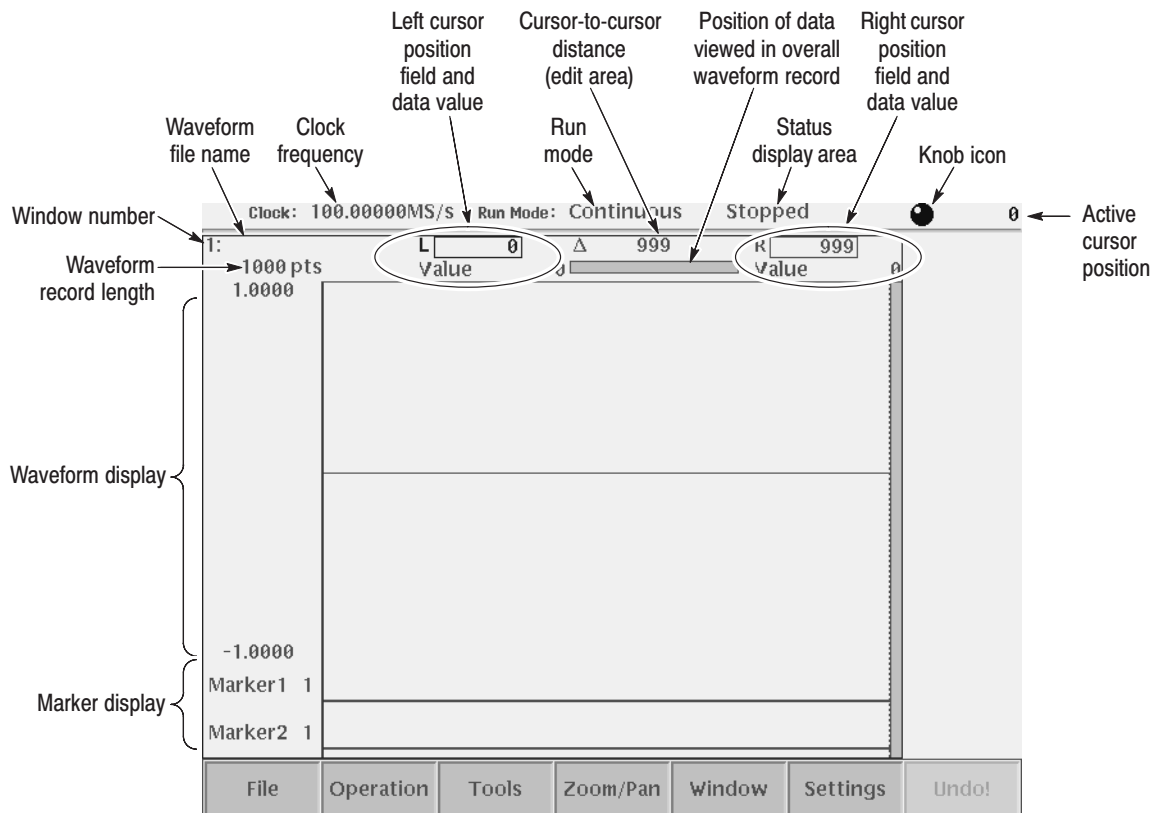 Left cursor
position
field and
data value
Cursor-to-cursor
distance
(edit area)
Position of data
viewed in overall
waveform record
Right cursor
position
field and
data value
Waveform
file name
Clock
frequency
Run
mode
Status
display area
Knob icon
Window number
Clock: 100.00000MS/s Run Mode: Continuous Stopped 0
Active
cursor
position
1: L 0 Δ 999 R 999
Waveform
record length
1000 pts Value 0 Value 0
1.0000
Waveform display
-1.0000
Marker display
Marker1 1
Marker2 1
File Operation Tools Zoom/Pan Window Settings Undo!